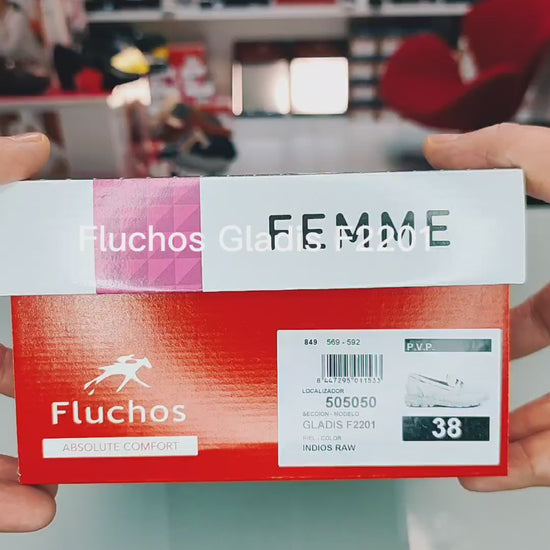 FEMME
Fluchos Gladis F2201
849 569 - 592
P.V.P.
8 447295 011533
LOCALIZADOR
505050
SECCION - MODELO
GLADIS F2201
38
PIEL - COLOR
INDIOS RAW
Fluchos
ABSOLUTE COMFORT